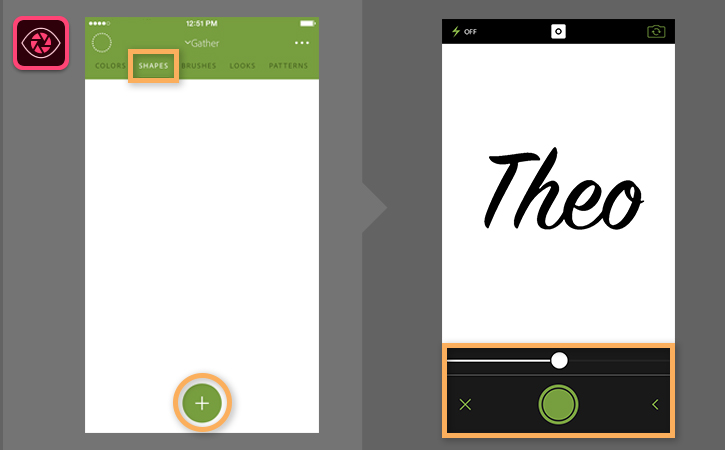 12:51 PM
Gather
COLORS SHAPES BRUSHES LOOKS PATTERNS
OFF
Theo